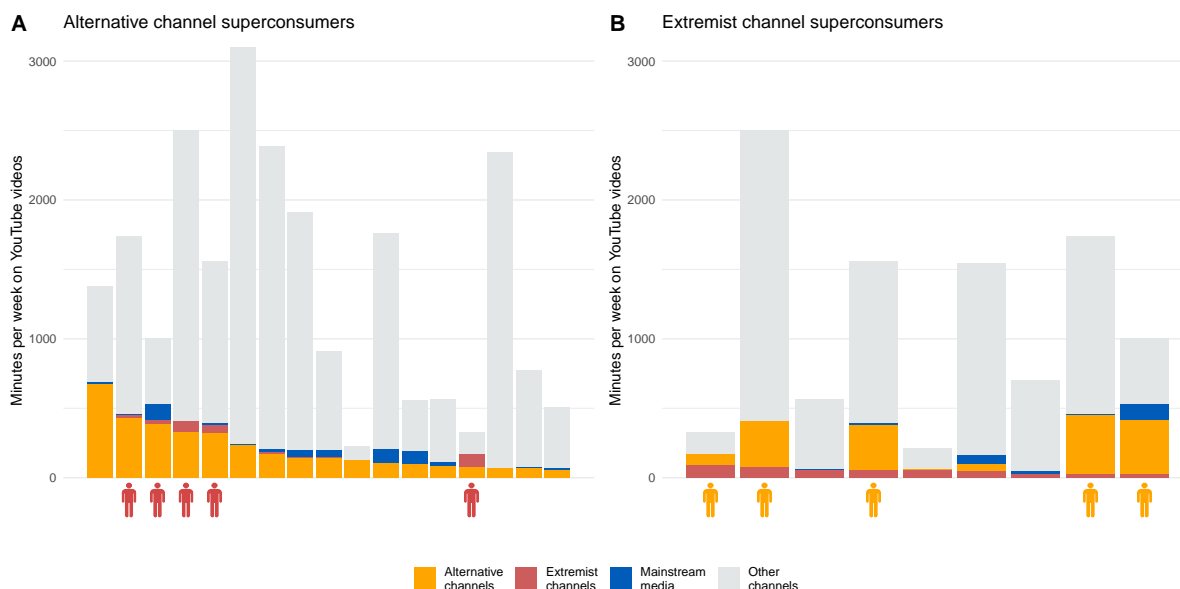 A Alternative channel superconsumers
Minutes per week on YouTube videos
3000
2000
1000
0
B Extremist channel superconsumers
Minutes per week on YouTube videos
3000
2000
1000
0
Alternative
channels
Extremist
channels
Mainstream
media
Other
channels